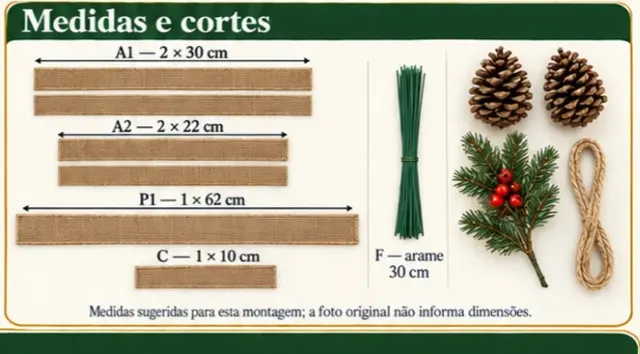 Medidas e cortes
A1 — 2 × 30 cm
A2 — 2 × 22 cm
P1 — 1 × 62 cm
C — 1 × 10 cm
F — arame
30 cm
Medidas sugeridas para esta montagem; a foto original não informa dimensões.